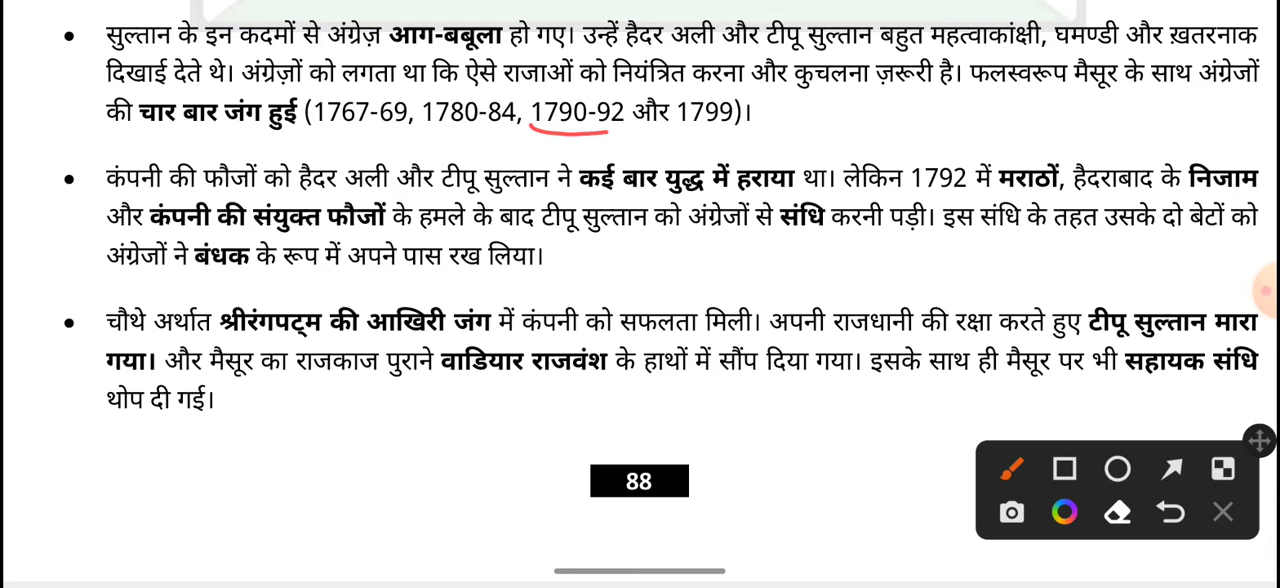 • सुल्तान के इन कदमों से अंग्रेज़ आग-बबूला हो गए। उन्हें हैदर अली और टीपू सुल्तान बहुत महत्वाकांक्षी, घमण्डी और ख़तरनाक
दिखाई देते थे। अंग्रेज़ों को लगता था कि ऐसे राजाओं को नियंत्रित करना और कुचलना ज़रूरी है। फलस्वरूप मैसूर के साथ अंग्रेजों
की चार बार जंग हुई (1767-69, 1780-84, 1790-92 और 1799)।
• कंपनी की फौजों को हैदर अली और टीपू सुल्तान ने कई बार युद्ध में हराया था। लेकिन 1792 में मराठों, हैदराबाद के निजाम
और कंपनी की संयुक्त फौजों के हमले के बाद टीपू सुल्तान को अंग्रेजों से संधि करनी पड़ी। इस संधि के तहत उसके दो बेटों को
अंग्रेजों ने बंधक के रूप में अपने पास रख लिया।
• चौथे अर्थात श्रीरंगपट्म की आखिरी जंग में कंपनी को सफलता मिली। अपनी राजधानी की रक्षा करते हुए टीपू सुल्तान मारा
गया। और मैसूर का राजकाज पुराने वाडियार राजवंश के हाथों में सौंप दिया गया। इसके साथ ही मैसूर पर भी सहायक संधि
थोप दी गई।
88